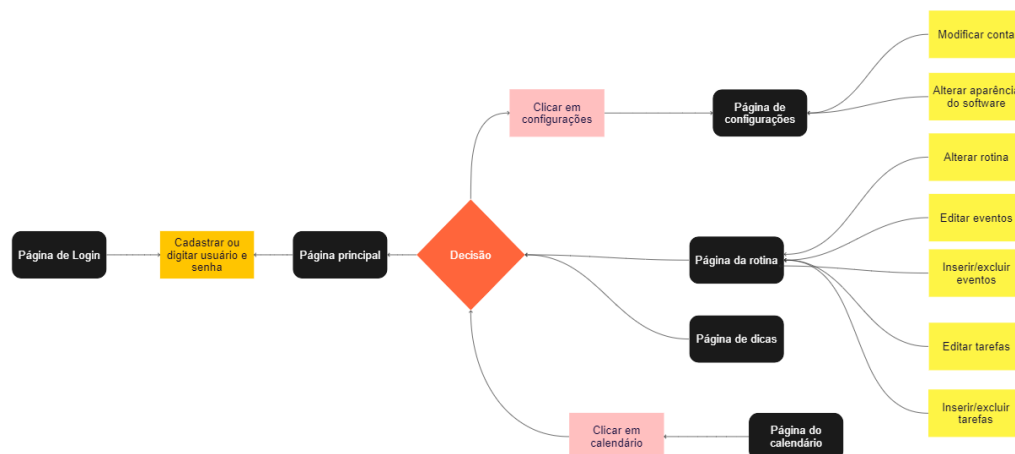 Modificar conta
Clicar em
configurações
Página de
configurações
Alterar aparência
do software
Alterar rotina
Editar eventos
Página de Login
Cadastrar ou
digitar usuário e
senha
Página principal
Decisão
Página da rotina
Inserir/excluir
eventos
Página de dicas
Editar tarefas
Inserir/excluir
tarefas
Clicar em
calendário
Página do
calendário